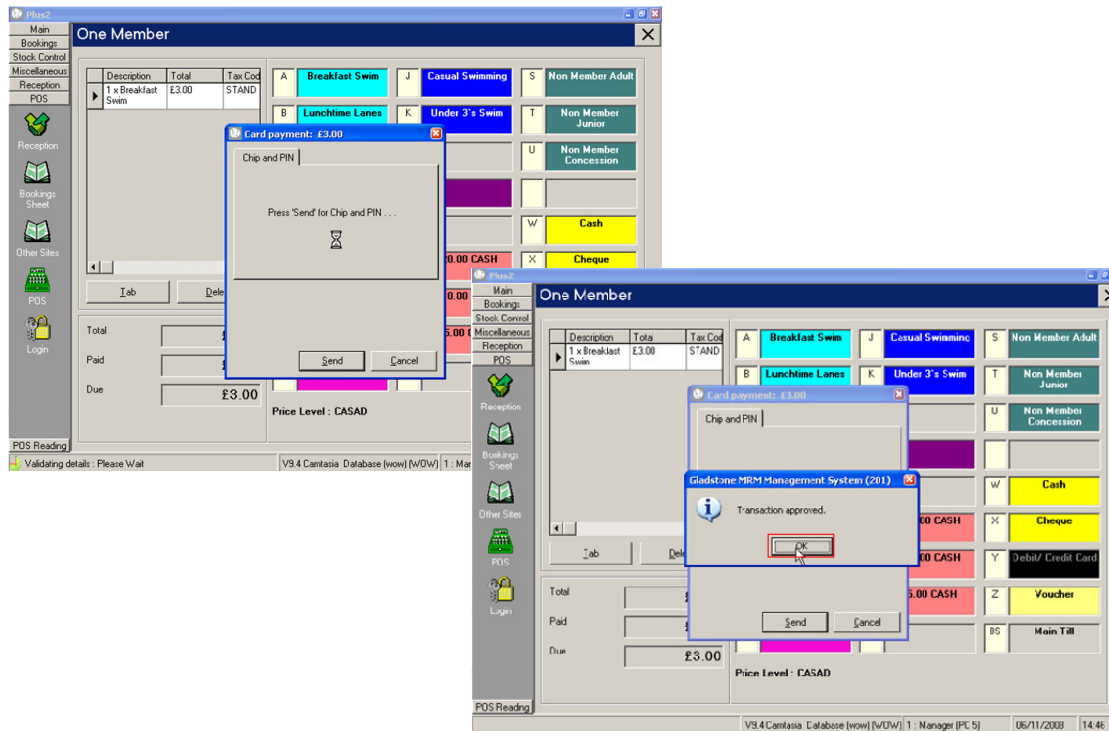 Plus2
Main
Bookings
Stock Control
Miscellaneous
Reception
POS
Reception
Bookings
Sheet
Other Sites
POS
Login
POS Reading
One Member
Description Total Tax Cod
1 x Breakfast £3.00 STAND
Swim
A Breakfast Swim J Casual Swimming S Non Member Adult
B Lunchtime Lanes K Under 3`s Swim T Non Member
Junior
U Non Member
Concession
W Cash
X Cheque
Card payment: £3.00
Chip and PIN
Press 'Send' for Chip and PIN . . .
Send Cancel
Tab
Total
Paid
Due £3.00
Price Level : CASAD
Validating details : Please Wait V9.4 Camtasia Database (wow) (WOW) 1 : Mar
Plus2
Main
Bookings
Stock Control
Miscellaneous
Reception
POS
Reception
Bookings
Sheet
Other Sites
POS
Login
POS Reading
One Member
Description Tota Tax Cod
1 x Breakfast £3.00 STAND
Swim
A Breakfast Swim J Casual Swimming S Non Member Adult
B Lunchtime Lanes K Under 3`s Swim T Non Member
Junior
U Non Member
Concession
W Cash
X Cheque
Y Debit/ Credit Card
Z Voucher
BS Main Till
Card payment: £3.00
Chip and PIN
Gladstone MRM Management System (201)
Transaction approved.
OK
Send Cancel
Tab
Total
Paid
Due £3.00
Price Level : CASAD
V9.4 Camtasia Database (wow) (WOW) 1 : Manager (PC 5) 06/11/2008 14:46